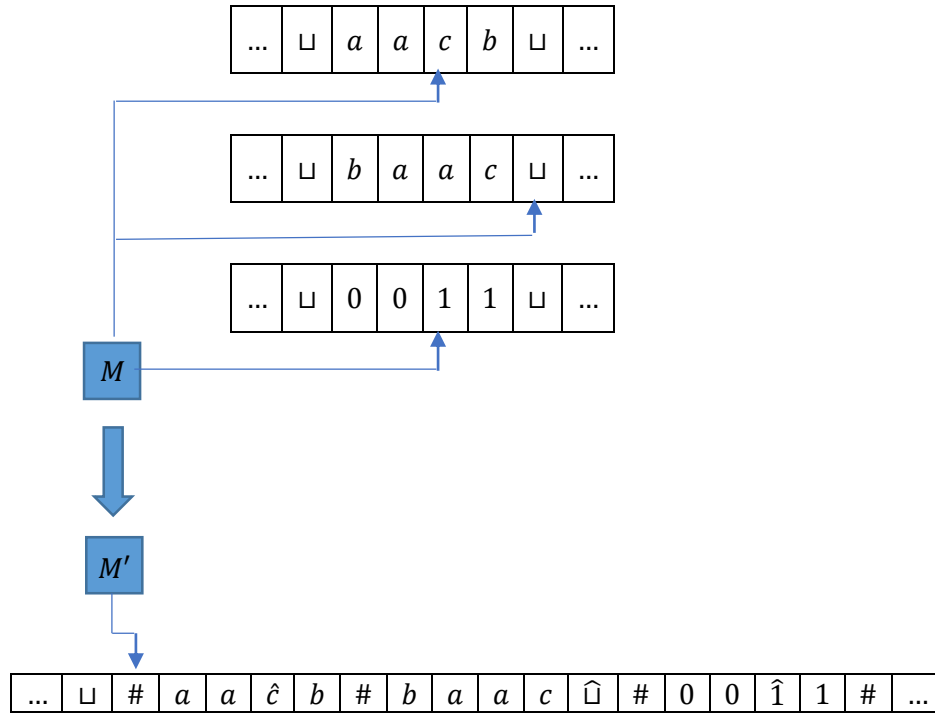 ... ⊔ a a c b ⊔ ...
... ⊔ b a a c ⊔ ...
... ⊔ 0 0 1 1 ⊔ ...
M
M′
... ⊔ # a a ĉ b # b a a c ⊔̂ # 0 0 1̂ 1 # ...